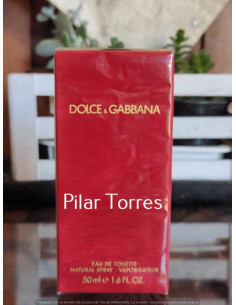 DOLCE & GABBANA
Pilar Torres
EAU DE TOILETTE
NATURAL SPRAY - VAPORISATEUR
50 ml e 1.6 FL.OZ.